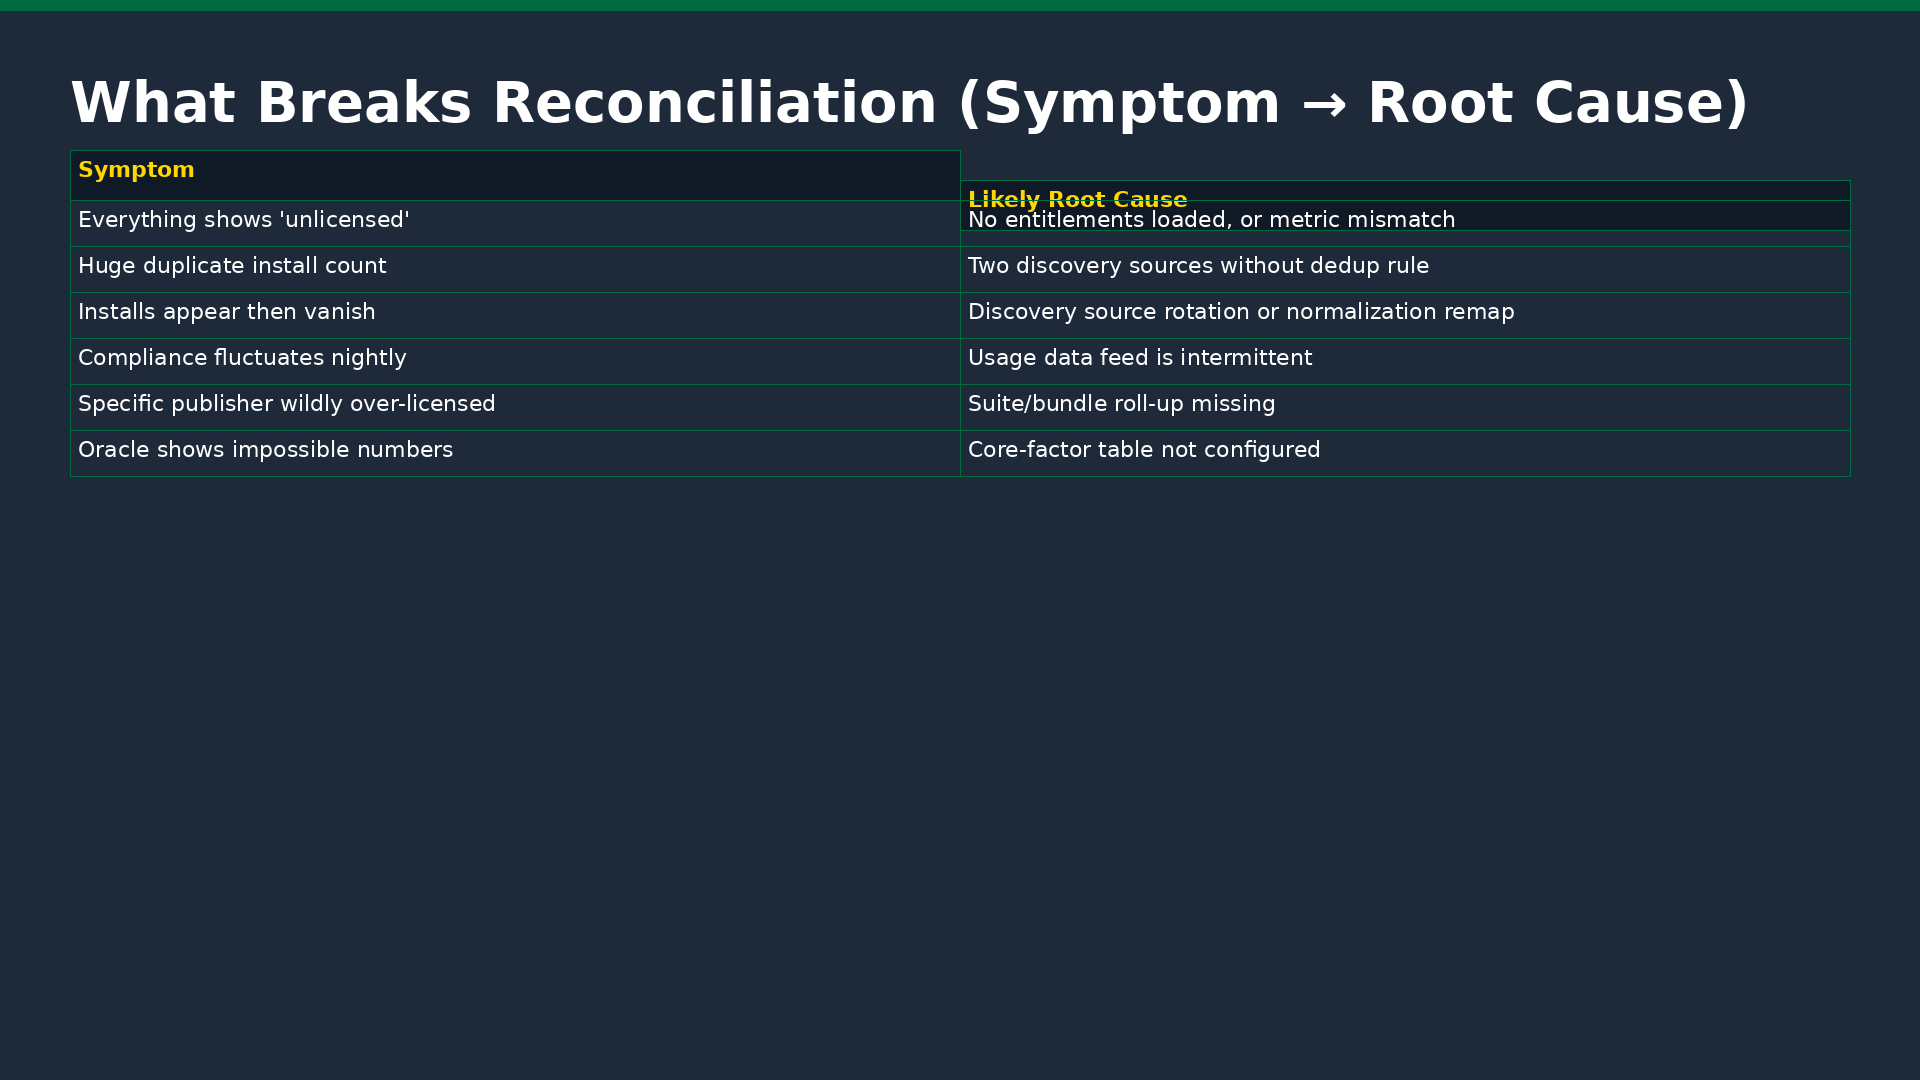 What Breaks Reconciliation (Symptom → Root Cause)
Symptom
Likely Root Cause
Everything shows 'unlicensed'
No entitlements loaded, or metric mismatch
Huge duplicate install count
Two discovery sources without dedup rule
Installs appear then vanish
Discovery source rotation or normalization remap
Compliance fluctuates nightly
Usage data feed is intermittent
Specific publisher wildly over-licensed
Suite/bundle roll-up missing
Oracle shows impossible numbers
Core-factor table not configured